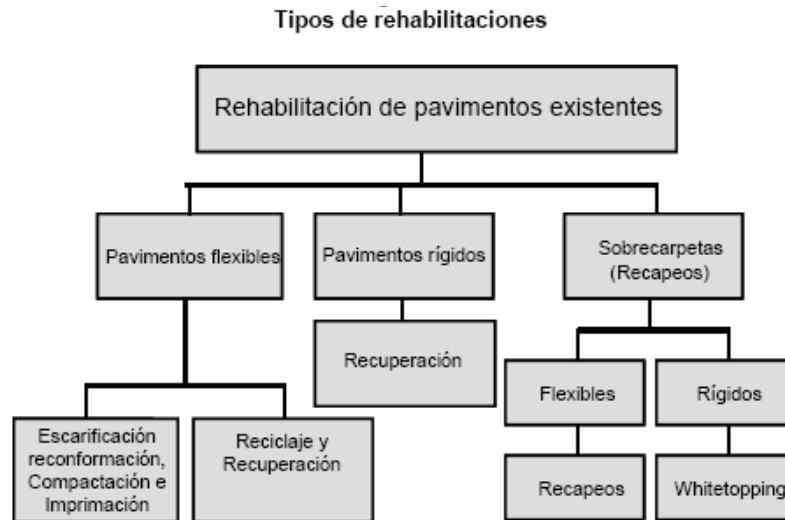 Tipos de rehabilitaciones
Rehabilitación de pavimentos existentes
Pavimentos flexibles
Pavimentos rígidos
Sobrecarpetas
(Recapeos)
Recuperación
Flexibles
Rígidos
Escarificación
reconformación,
Compactación e
Imprimación
Reciclaje y
Recuperación
Recapeos
Whitetopping